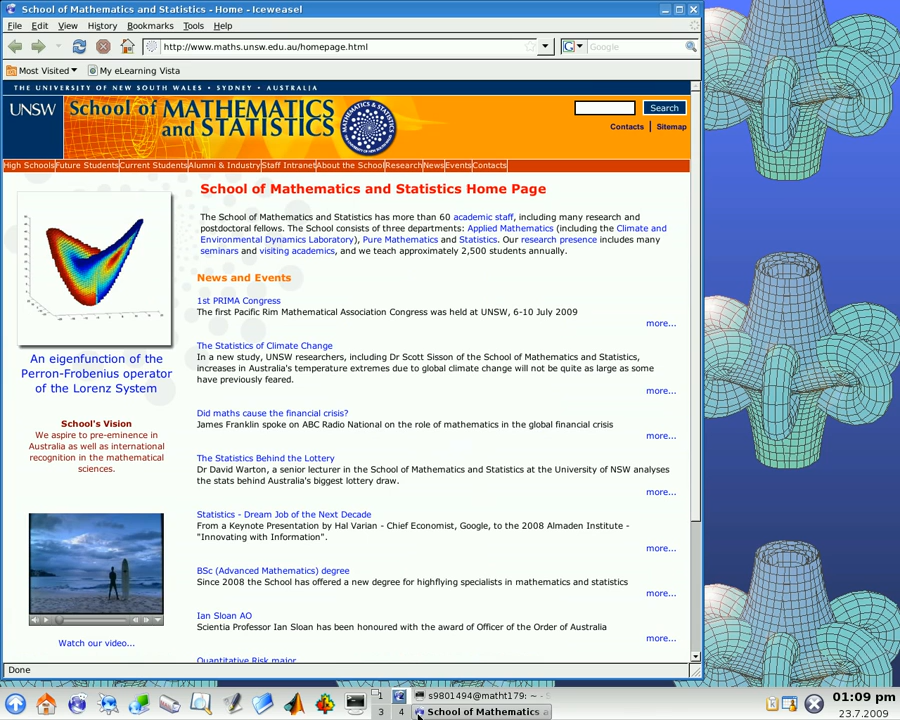 School of Mathematics and Statistics - Home - Iceweasel
File Edit View History Bookmarks Tools Help
http://www.maths.unsw.edu.au/homepage.html
Google
Most Visited My eLearning Vista
THE UNIVERSITY OF NEW SOUTH WALES • SYDNEY • AUSTRALIA
UNSW
School of MATHEMATICS
and STATISTICS
Search
Contacts | Sitemap
High Schools Future Students Current Students Alumni & Industry Staff Intranet About the School Research News Events Contacts
School of Mathematics and Statistics Home Page
The School of Mathematics and Statistics has more than 60 academic staff, including many research and
postdoctoral fellows. The School consists of three departments: Applied Mathematics (including the Climate and
Environmental Dynamics Laboratory), Pure Mathematics and Statistics. Our research presence includes many
seminars and visiting academics, and we teach approximately 2,500 students annually.
News and Events
1st PRIMA Congress
The first Pacific Rim Mathematical Association Congress was held at UNSW, 6-10 July 2009
more...
The Statistics of Climate Change
In a new study, UNSW researchers, including Dr Scott Sisson of the School of Mathematics and Statistics,
increases in Australia's temperature extremes due to global climate change will not be quite as large as some
have previously feared.
more...
Did maths cause the financial crisis?
James Franklin spoke on ABC Radio National on the role of mathematics in the global financial crisis
more...
The Statistics Behind the Lottery
Dr David Warton, a senior lecturer in the School of Mathematics and Statistics at the University of NSW analyses
the stats behind Australia's biggest lottery draw.
more...
Statistics - Dream Job of the Next Decade
From a Keynote Presentation by Hal Varian - Chief Economist, Google, to the 2008 Almaden Institute -
"Innovating with Information".
more...
BSc (Advanced Mathematics) degree
Since 2008 the School has offered a new degree for highflying specialists in mathematics and statistics
more...
Ian Sloan AO
Scientia Professor Ian Sloan has been honoured with the award of Officer of the Order of Australia
more...
Quantitative Risk major
An eigenfunction of the
Perron-Frobenius operator
of the Lorenz System
School's Vision
We aspire to pre-eminence in
Australia as well as international
recognition in the mathematical
sciences.
Watch our video...
Done
1
3 4
s9801494@matht179: ~ - S
School of Mathematics a
01:09 pm
23.7.2009